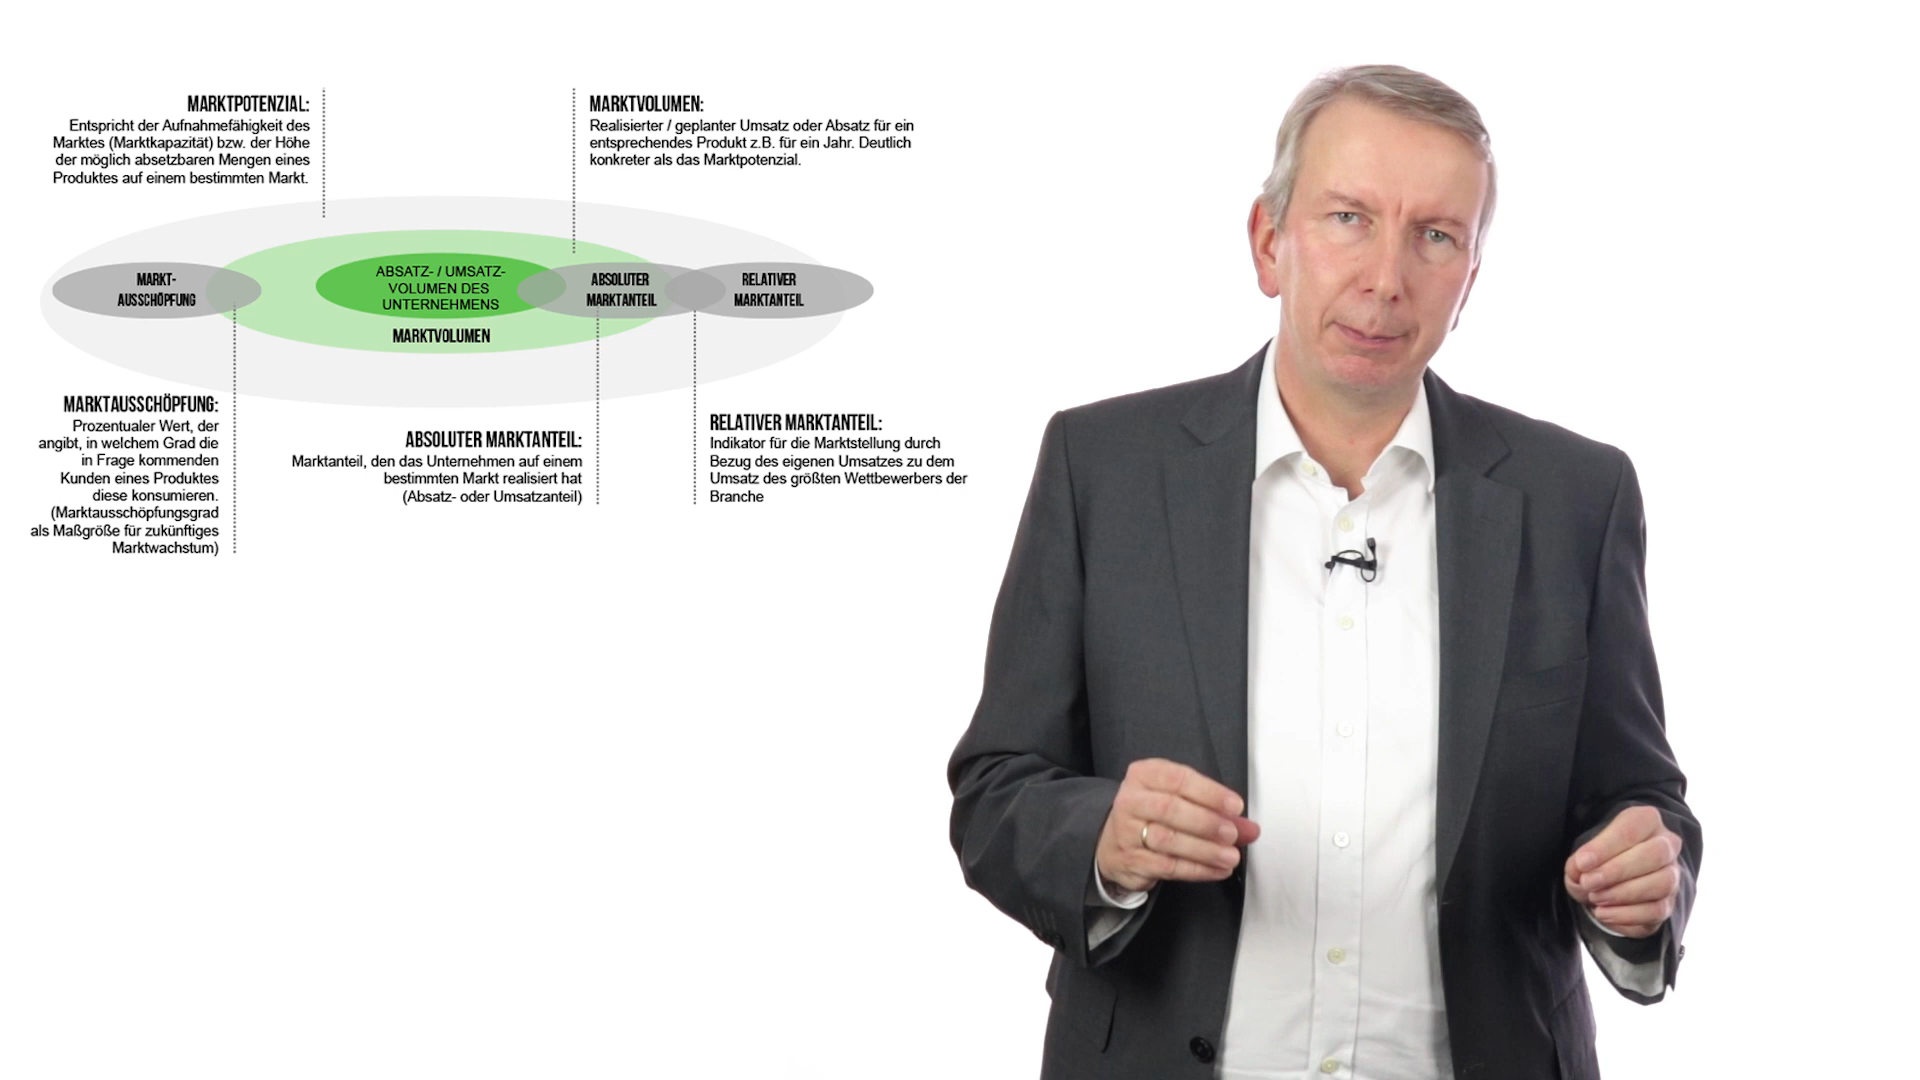 MARKTPOTENZIAL:
Entspricht der Aufnahmefähigkeit des
Marktes (Marktkapazität) bzw. der Höhe
der möglich absetzbaren Mengen eines
Produktes auf einem bestimmten Markt.
MARKTVOLUMEN:
Realisierter / geplanter Umsatz oder Absatz für ein
entsprechendes Produkt z.B. für ein Jahr. Deutlich
konkreter als das Marktpotenzial.
MARKT-
AUSSCHÖPFUNG
ABSATZ- / UMSATZ-
VOLUMEN DES
UNTERNEHMENS
MARKTVOLUMEN
ABSOLUTER
MARKTANTEIL
RELATIVER
MARKTANTEIL
MARKTAUSSCHÖPFUNG:
Prozentualer Wert, der
angibt, in welchem Grad die
in Frage kommenden
Kunden eines Produktes
diese konsumieren.
(Marktausschöpfungsgrad
als Maßgröße für zukünftiges
Marktwachstum)
ABSOLUTER MARKTANTEIL:
Marktanteil, den das Unternehmen auf einem
bestimmten Markt realisiert hat
(Absatz- oder Umsatzanteil)
RELATIVER MARKTANTEIL:
Indikator für die Marktstellung durch
Bezug des eigenen Umsatzes zu dem
Umsatz des größten Wettbewerbers der
Branche